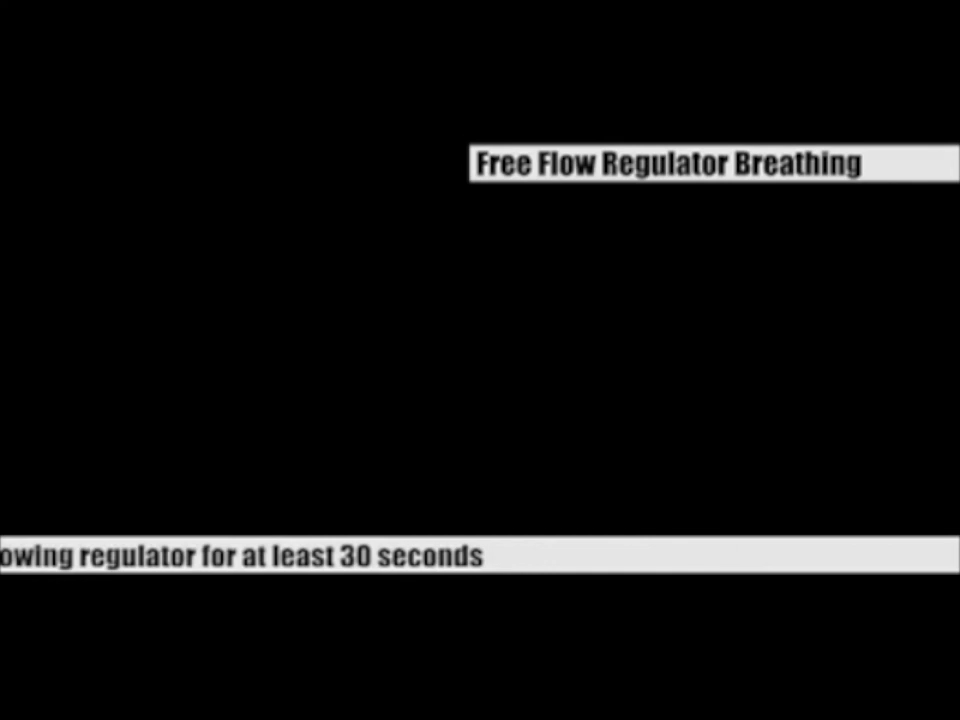 Free Flow Regulator Breathing
owing regulator for at least 30 seconds